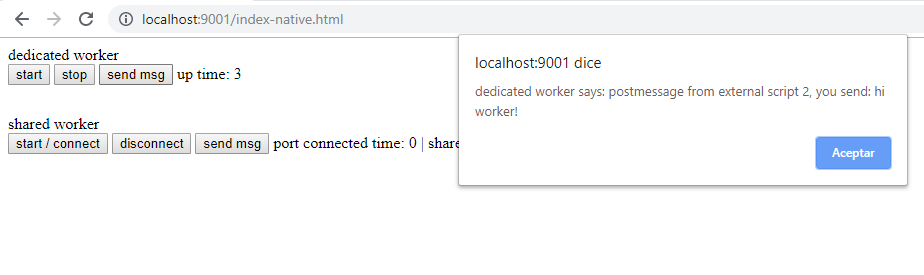 localhost:9001/index-native.html
dedicated worker
start stop send msg up time: 3
shared worker
start / connect disconnect send msg port connected time: 0 | share
localhost:9001 dice
dedicated worker says: postmessage from external script 2, you send: hi
worker!
Aceptar